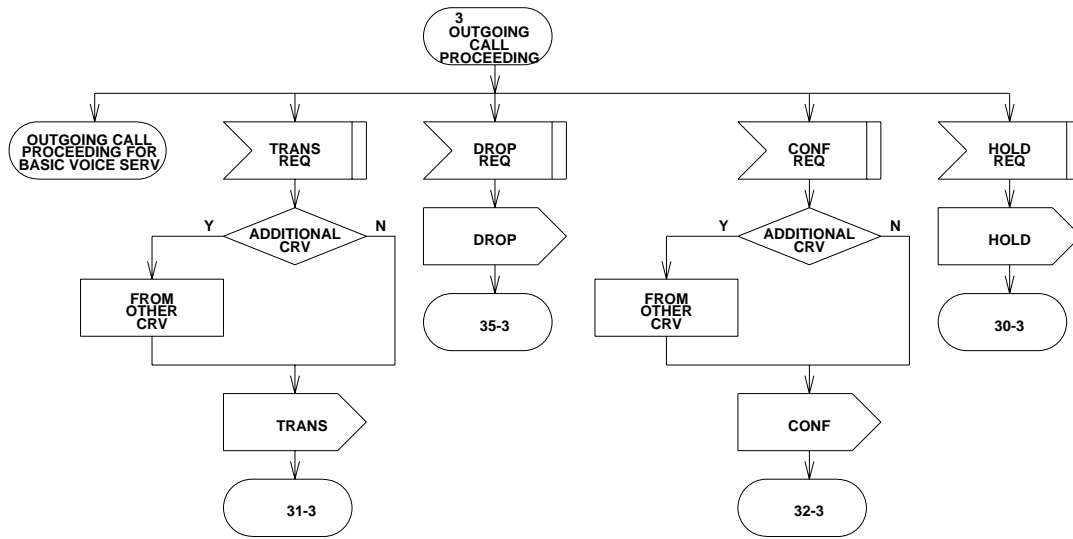 3
OUTGOING
CALL
PROCEEDING
OUTGOING CALL
PROCEEDING FOR
BASIC VOICE SERV
TRANS
REQ
DROP
REQ
CONF
REQ
HOLD
REQ
Y
ADDITIONAL
CRV
N
DROP
Y
ADDITIONAL
CRV
N
HOLD
FROM
OTHER
CRV
35-3
FROM
OTHER
CRV
30-3
TRANS
CONF
31-3
32-3